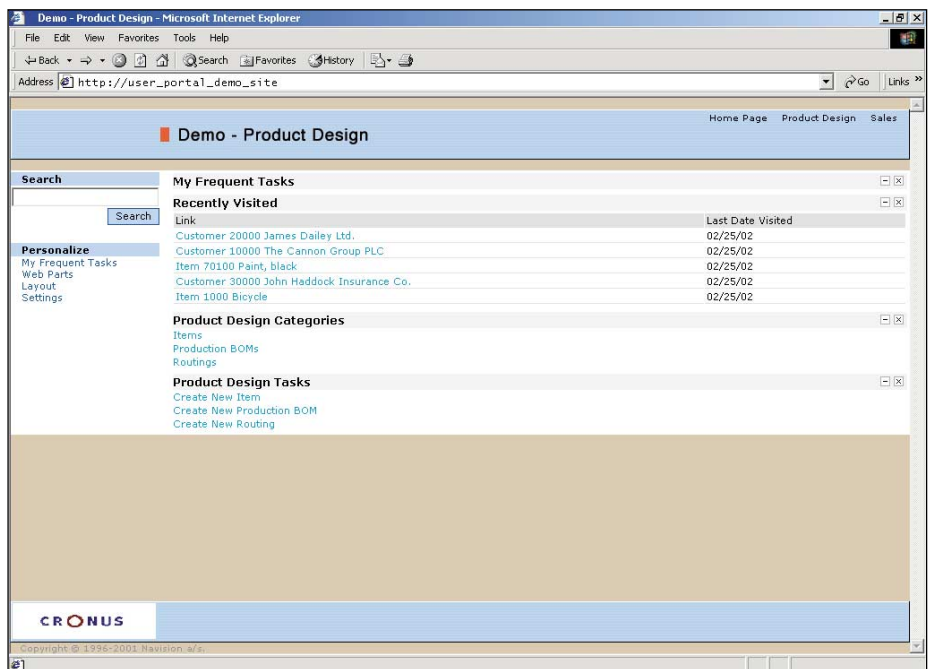 Demo - Product Design - Microsoft Internet Explorer
File Edit View Favorites Tools Help
Back Search Favorites History
Address http://user_portal_demo_site Go Links »
Home Page Product Design Sales
Demo - Product Design
Search
Search
Personalize
My Frequent Tasks
Web Parts
Layout
Settings
My Frequent Tasks
Recently Visited
Link Last Date Visited
Customer 20000 James Dailey Ltd. 02/25/02
Customer 10000 The Cannon Group PLC 02/25/02
Item 70100 Paint, black 02/25/02
Customer 30000 John Haddock Insurance Co. 02/25/02
Item 1000 Bicycle 02/25/02
Product Design Categories
Items
Production BOMs
Routings
Product Design Tasks
Create New Item
Create New Production BOM
Create New Routing
CRONUS
Copyright © 1996-2001 Navision a/s.